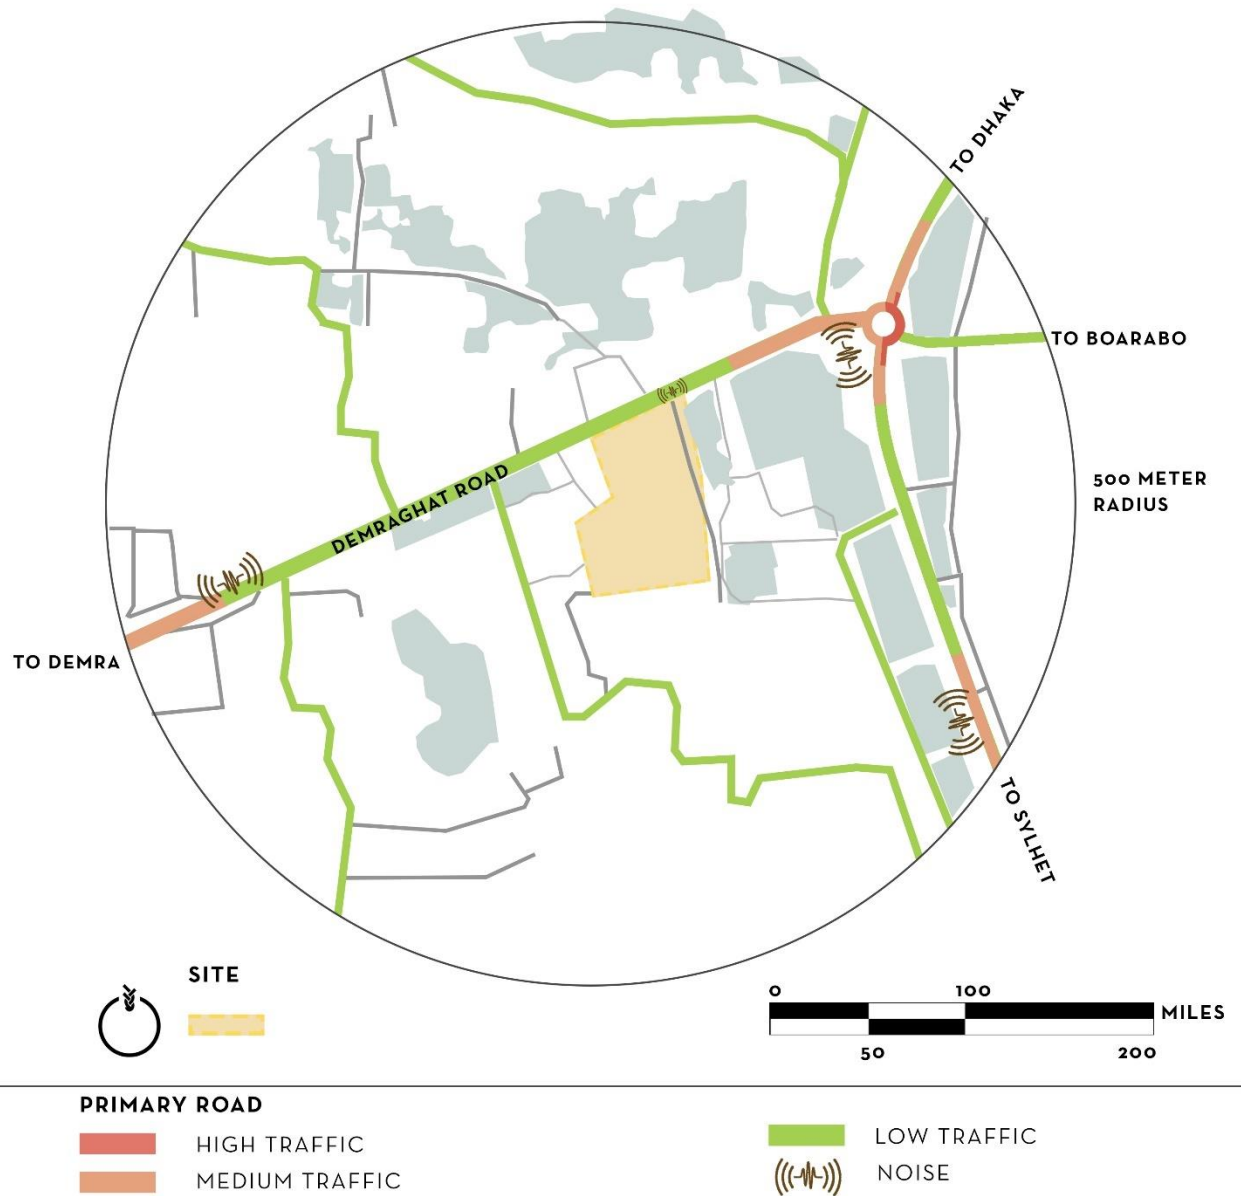 TO DHAKA
TO BOARABO
500 METER
RADIUS
DEMRAGHAT ROAD
TO DEMRA
TO SYLHET
SITE
0 100
MILES
50 200
PRIMARY ROAD
HIGH TRAFFIC
MEDIUM TRAFFIC
LOW TRAFFIC
NOISE